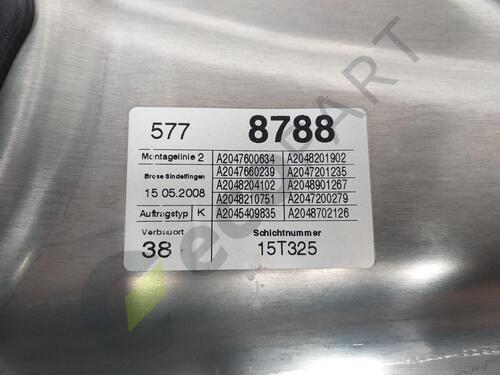 577 8788
Montagelinie 2 A2047600634 A2048201902
A2047660239 A2047201235
Brose Sindelfingen A2048204102 A2048901267
15.05.2008 A2048210751 A2047200279
Auftragstyp K A2045409835 A2048702126
Verbauort Schichtnummer
38 15T325